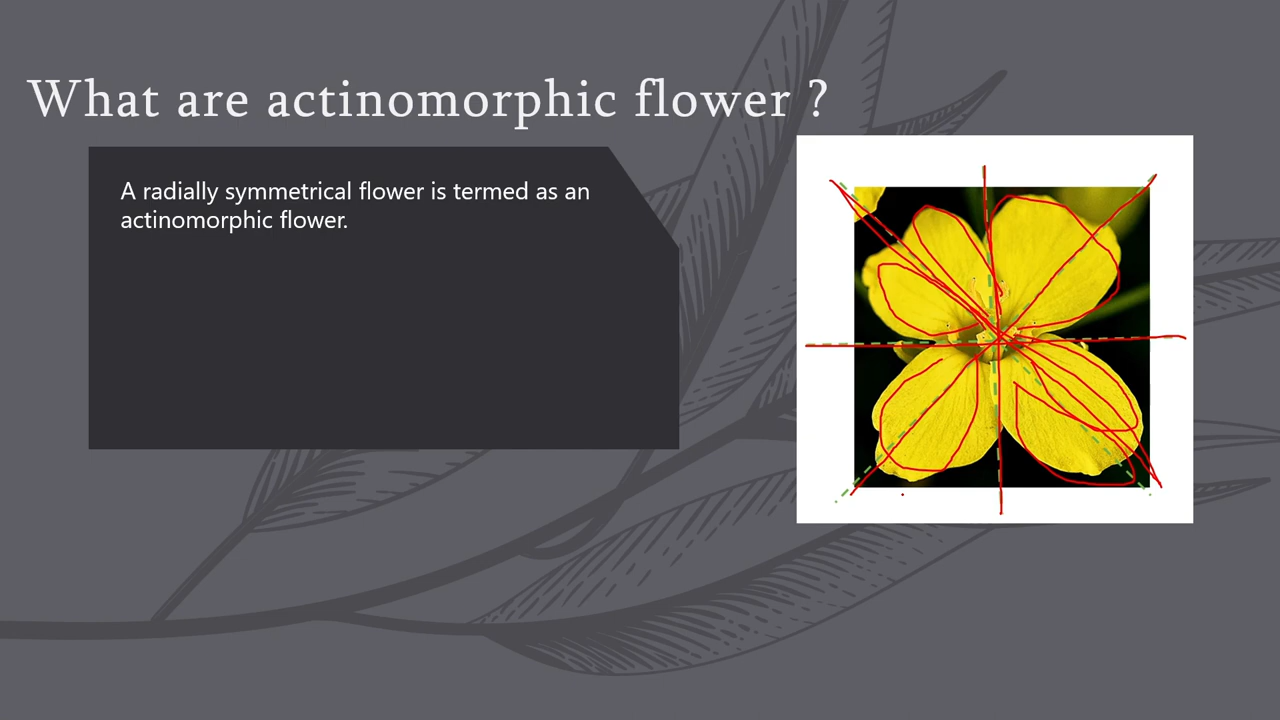 What are actinomorphic flower ?
A radially symmetrical flower is termed as an
actinomorphic flower.